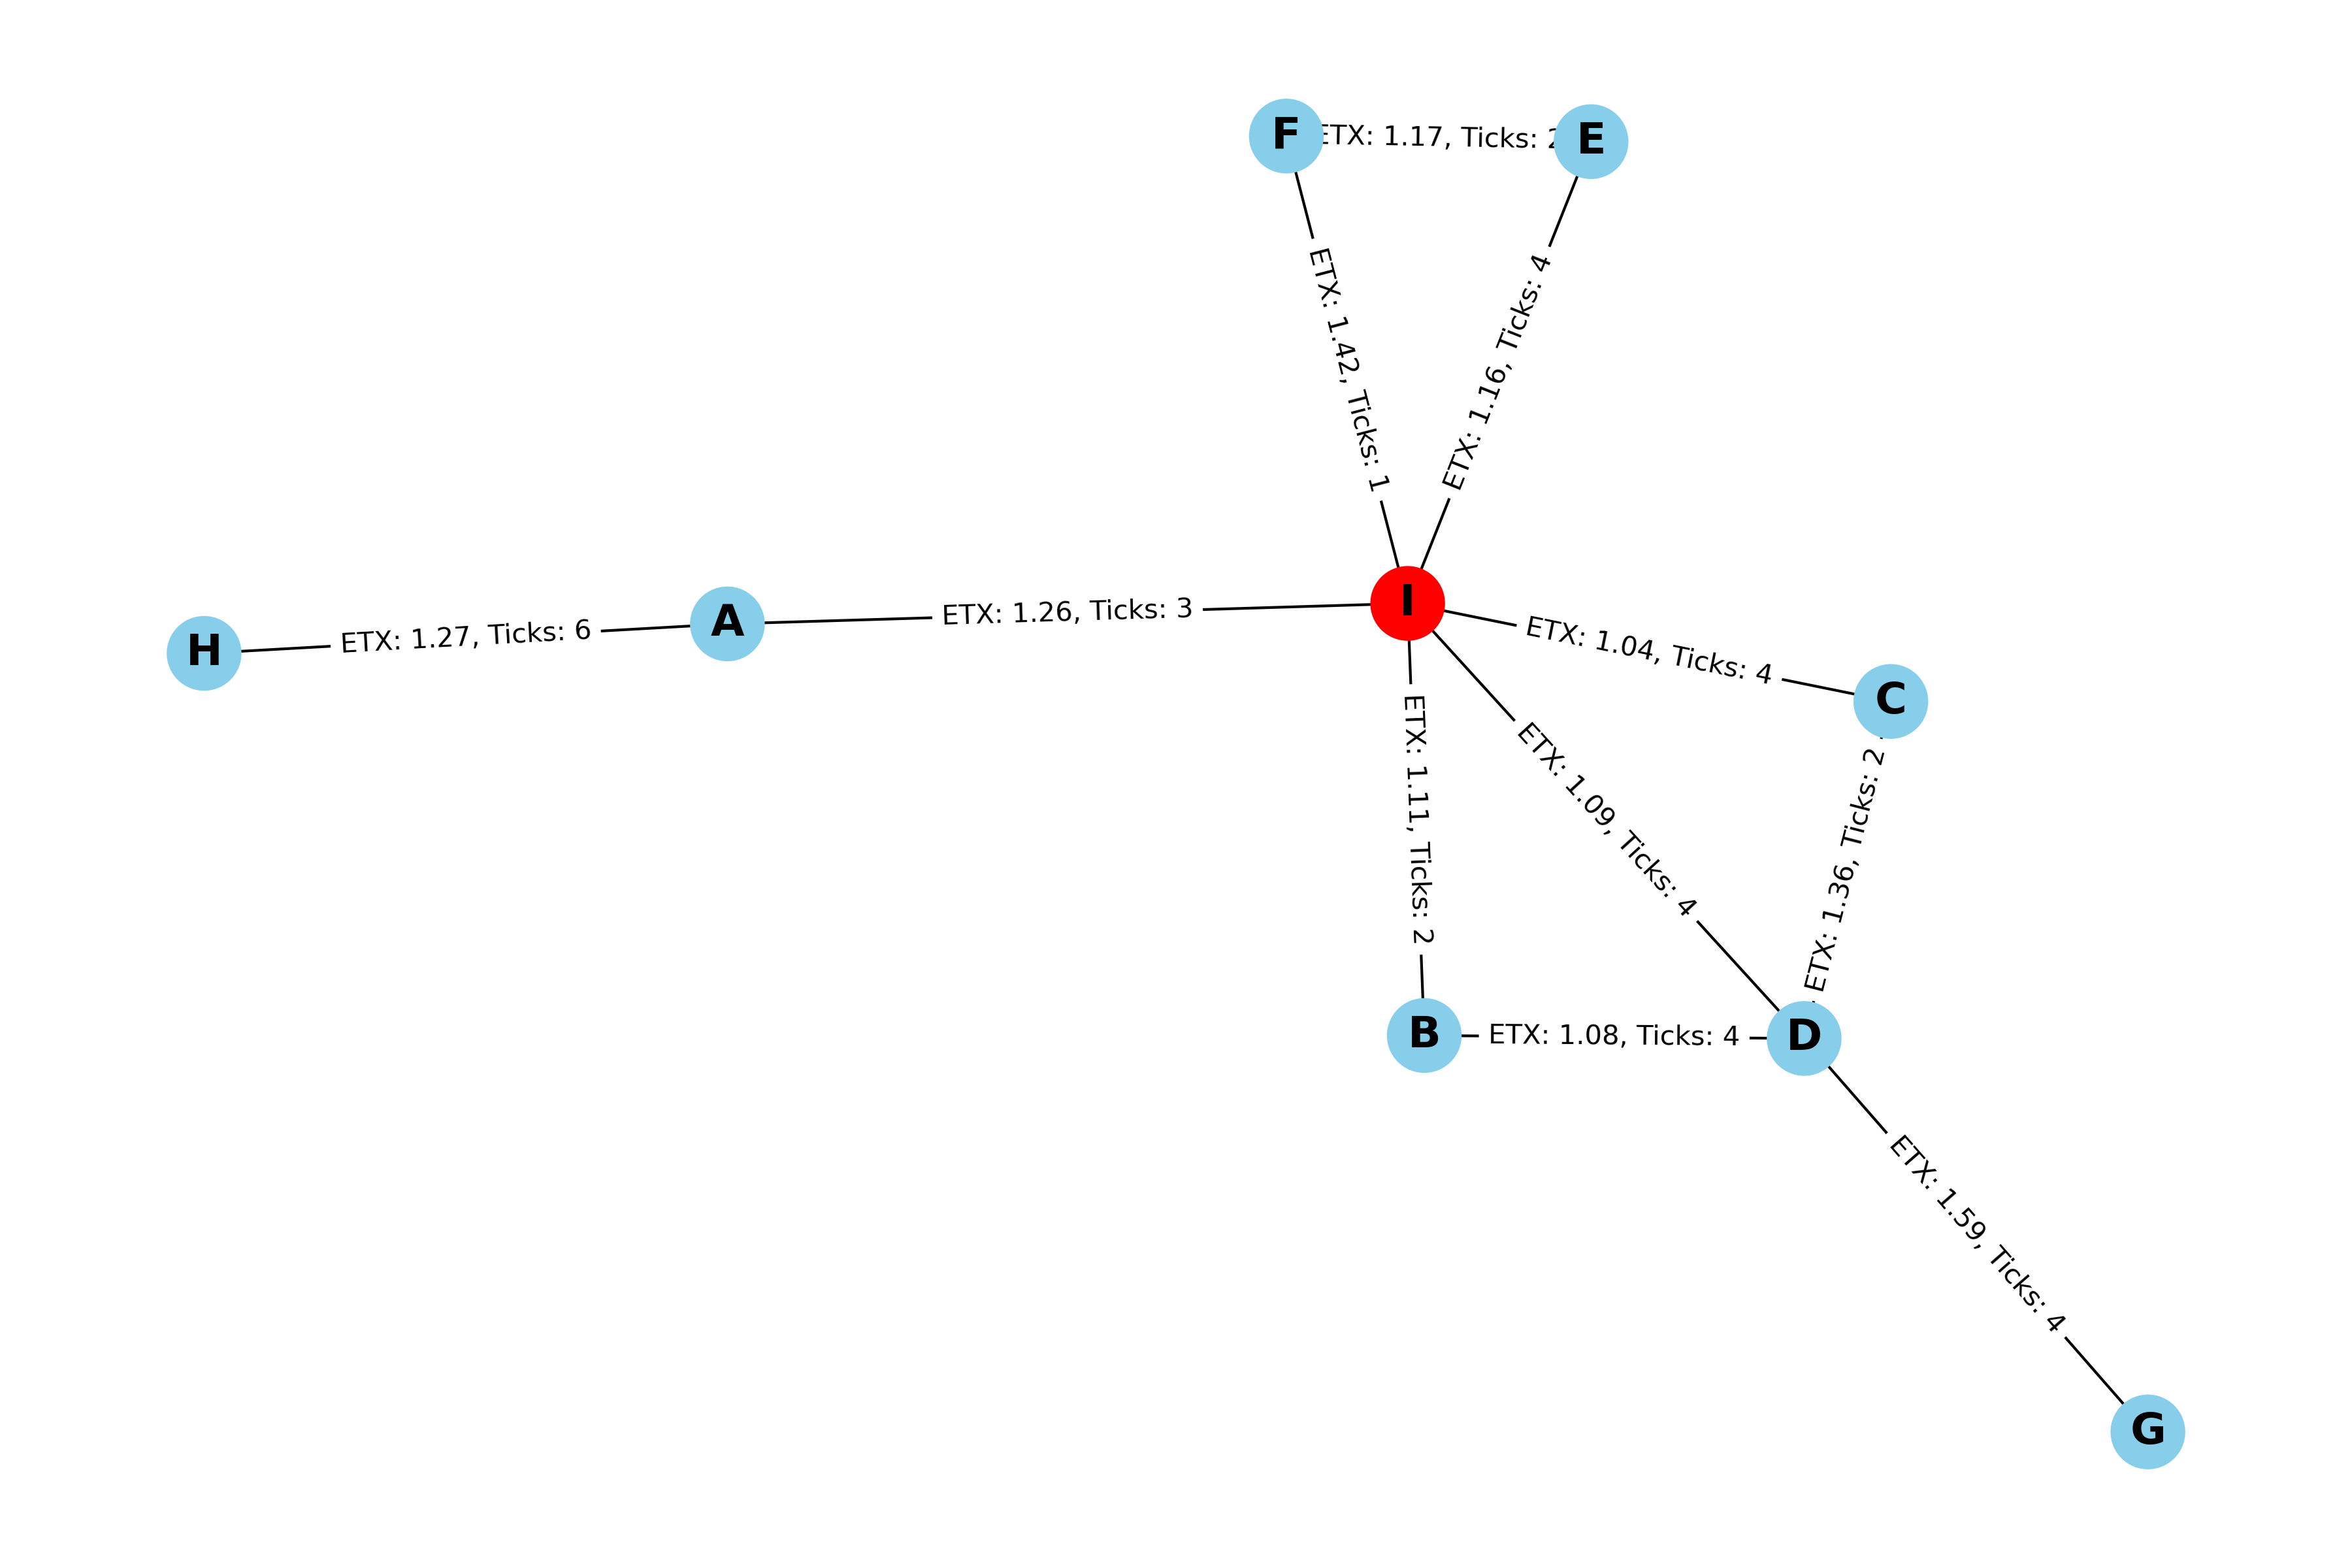 F
ETX: 1.17, Ticks: 2
E
ETX: 1.42, Ticks: 1
ETX: 1.16, Ticks: 4
I
H
ETX: 1.27, Ticks: 6
A
ETX: 1.26, Ticks: 3
ETX: 1.04, Ticks: 4
C
ETX: 1.11, Ticks: 2
ETX: 1.09, Ticks: 4
ETX: 1.36, Ticks: 2
B
ETX: 1.08, Ticks: 4
D
ETX: 1.59, Ticks: 4
G